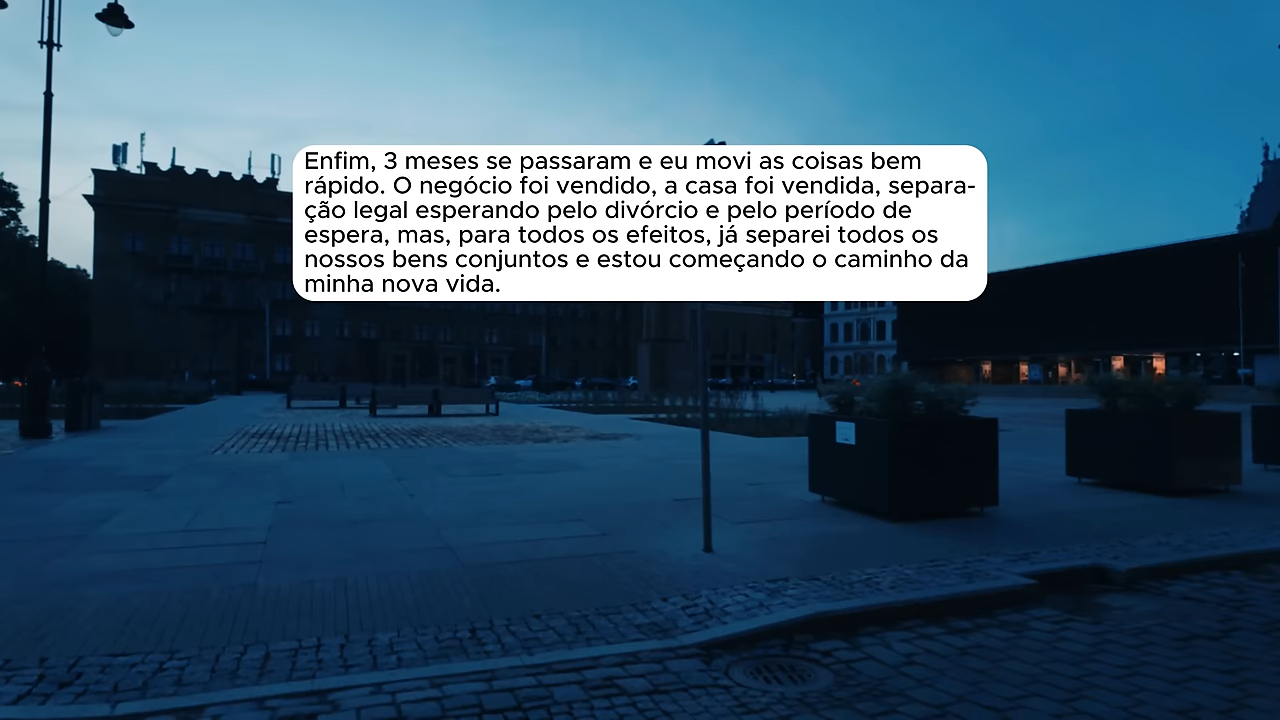 Enfim, 3 meses se passaram e eu movi as coisas bem
rápido. O negócio foi vendido, a casa foi vendida, separa-
ção legal esperando pelo divórcio e pelo período de
espera, mas, para todos os efeitos, já separei todos os
nossos bens conjuntos e estou começando o caminho da
minha nova vida.